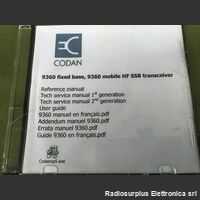 CODAN
9360 fixed base, 9360 mobile HF SSB transceiver
Reference manual
Tech service manual 1st generation
Tech service manual 2nd generation
User guide
9360 manuel en français.pdf
Addendum manuel 9360.pdf
Errata manuel 9360.pdf
Guide 9360 en français.pdf
Radiosurplus Elettronica srl